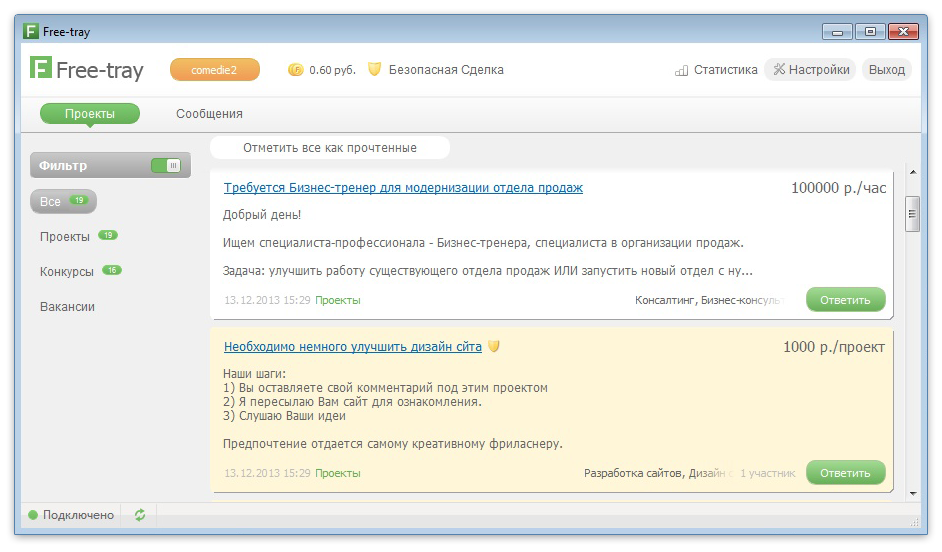 Free-tray
Free-tray comedie2 0.60 руб. Безопасная Сделка Статистика Настройки Выход
Проекты Сообщения
Отметить все как прочтенные
Фильтр
Все 19
Проекты 19
Конкурсы 16
Вакансии
Требуется Бизнес-тренер для модернизации отдела продаж 100000 р./час
Добрый день!
Ищем специалиста-профессионала - Бизнес-тренера, специалиста в организации продаж.
Задача: улучшить работу существующего отдела продаж ИЛИ запустить новый отдел с ну...
13.12.2013 15:29 Проекты Консалтинг, Бизнес-консуль Ответить
Необходимо немного улучшить дизайн сйта 1000 р./проект
Наши шаги:
1) Вы оставляете свой комментарий под этим проектом
2) Я пересылаю Вам сайт для ознакомления.
3) Слушаю Ваши идеи
Предпочтение отдается самому креативному фрилaснеру.
13.12.2013 15:29 Проекты Разработка сайтов, Дизайн с 1 участник Ответить
Подключено